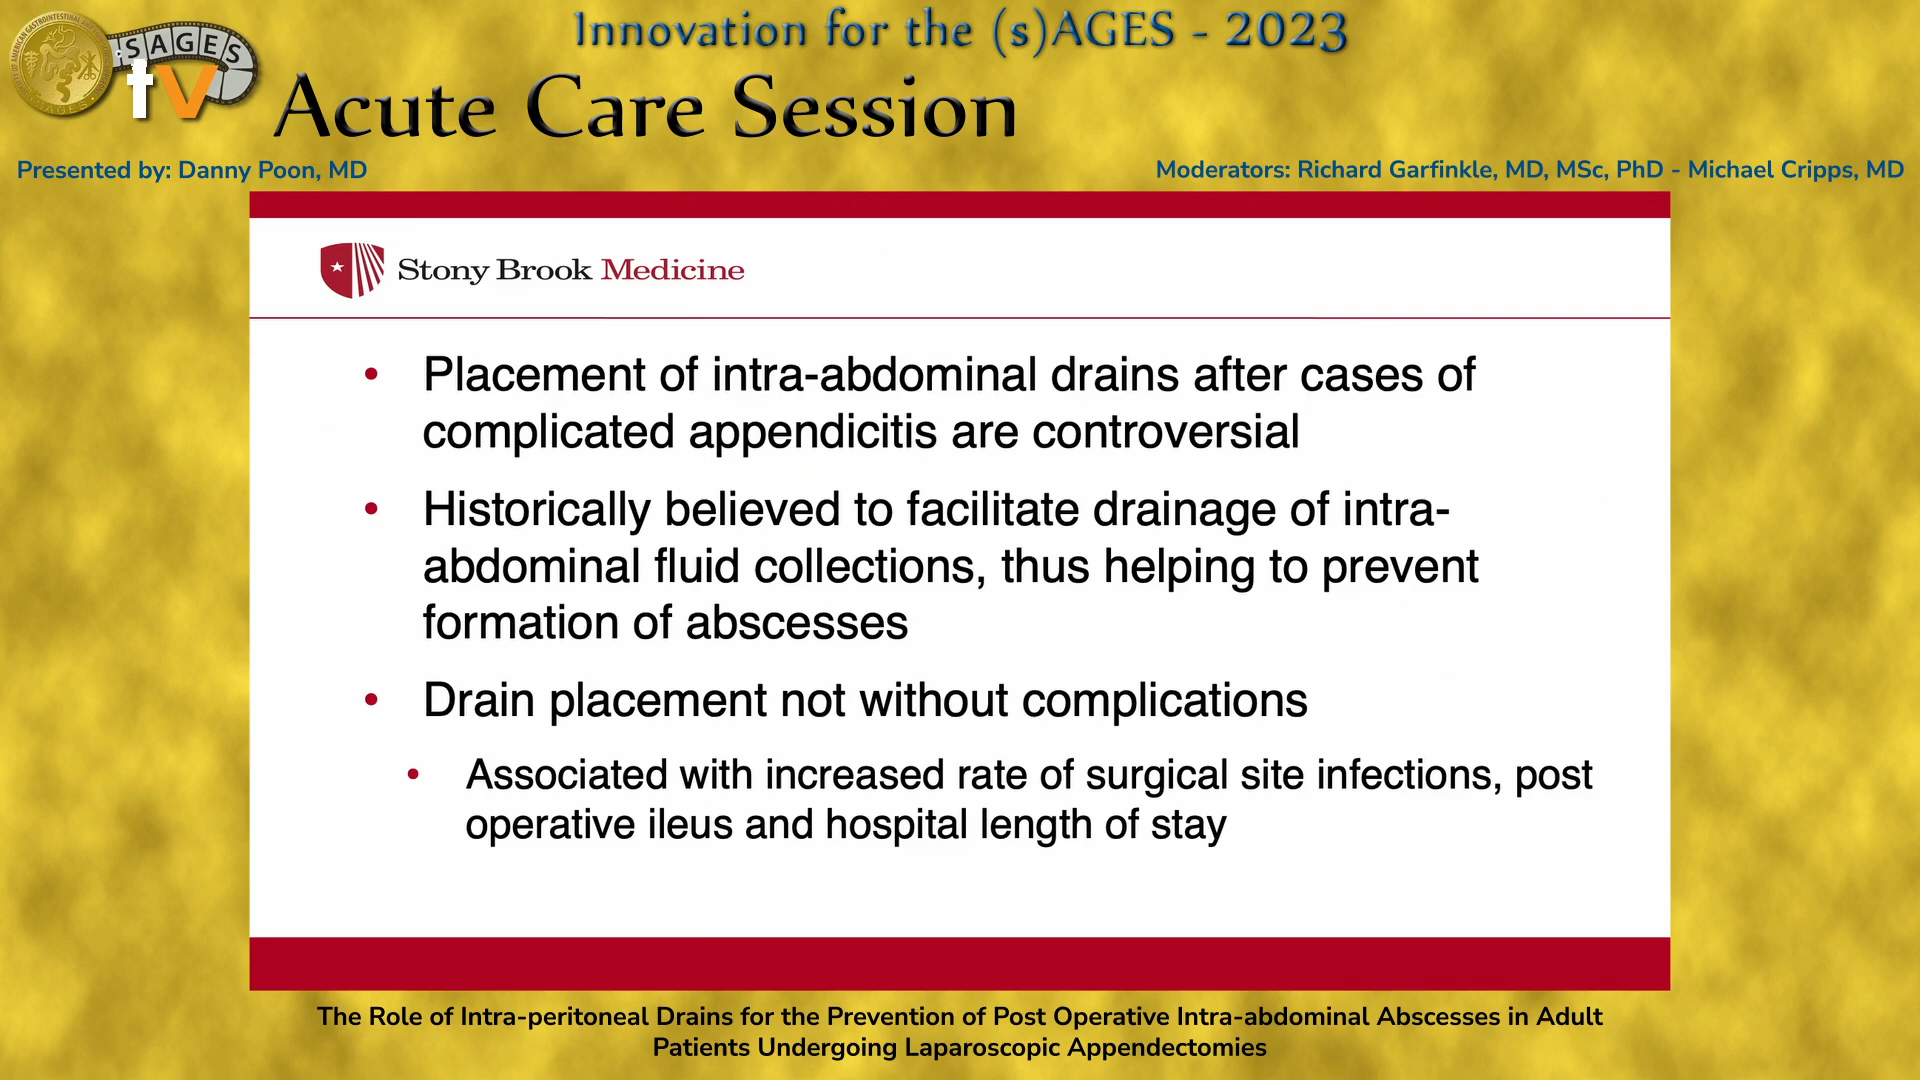 Innovation for the (s)AGES - 2023
SAGES
tv
Acute Care Session
Presented by: Danny Poon, MD
Moderators: Richard Garfinkle, MD, MSc, PhD - Michael Cripps, MD
Stony Brook Medicine
• Placement of intra-abdominal drains after cases of
complicated appendicitis are controversial
• Historically believed to facilitate drainage of intra-
abdominal fluid collections, thus helping to prevent
formation of abscesses
• Drain placement not without complications
• Associated with increased rate of surgical site infections, post
operative ileus and hospital length of stay
The Role of Intra-peritoneal Drains for the Prevention of Post Operative Intra-abdominal Abscesses in Adult
Patients Undergoing Laparoscopic Appendectomies